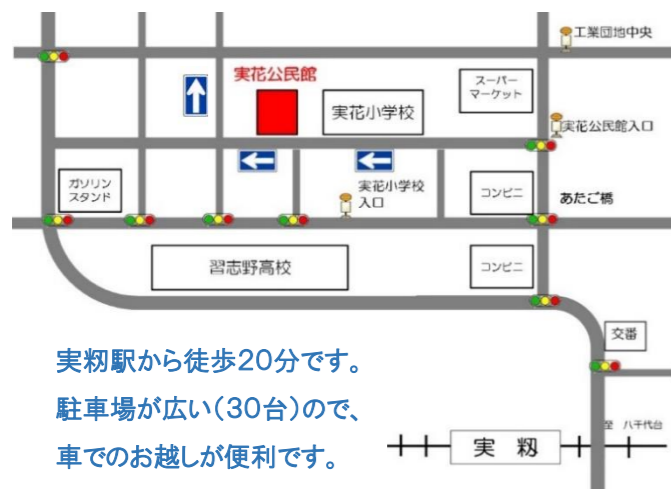 工業団地中央
実花公民館
スーパー
マーケット
実花小学校
実花公民館入口
ガソリン
スタンド
実花小学校
入口
コンビニ
あたご橋
習志野高校
コンビニ
交番
実籾駅から徒歩20分です。
駐車場が広い(30台)ので、
車でのお越しが便利です。
至 八千代台
実 籾